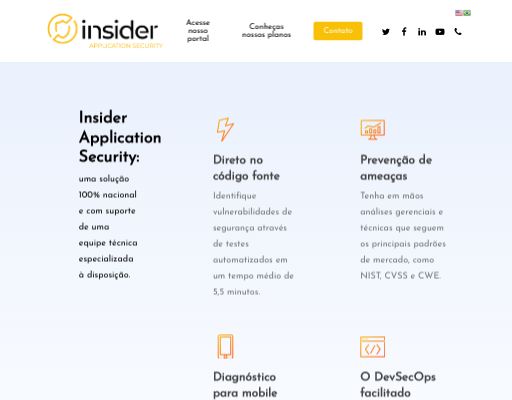 insider
APPLICATION SECURITY
Acesse
nosso
portal
Conheças
nossos planos
Contato
Insider
Application
Security:
uma solução
100% nacional
e com suporte
de uma
equipe técnica
especializada
à disposição.
Direto no
código fonte
Identifique
vulnerabilidades de
segurança através
de testes
automatizados em
um tempo médio de
5,5 minutos.
Prevenção de
ameaças
Tenha em mãos
análises gerenciais e
técnicas que seguem
os principais padrões
de mercado, como
NIST, CVSS e CWE.
Diagnóstico
para mobile
O DevSecOps
facilitado